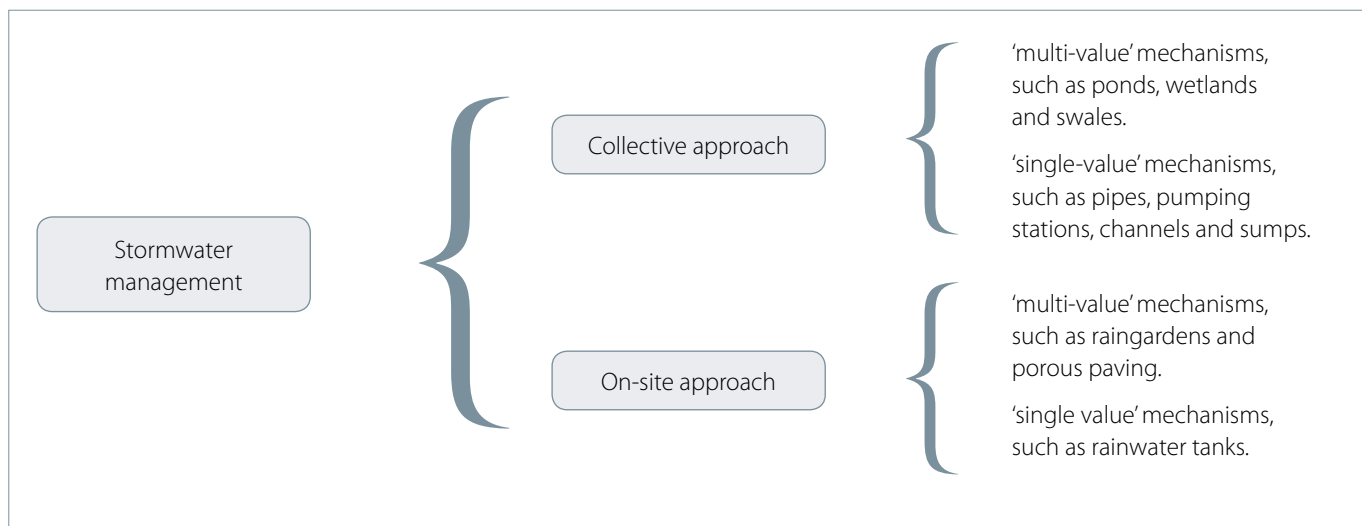 Stormwater
management
Collective approach
‘multi-value’ mechanisms,
such as ponds, wetlands
and swales.
‘single-value’ mechanisms,
such as pipes, pumping
stations, channels and sumps.
On-site approach
‘multi-value’ mechanisms,
such as raingardens and
porous paving.
‘single value’ mechanisms,
such as rainwater tanks.